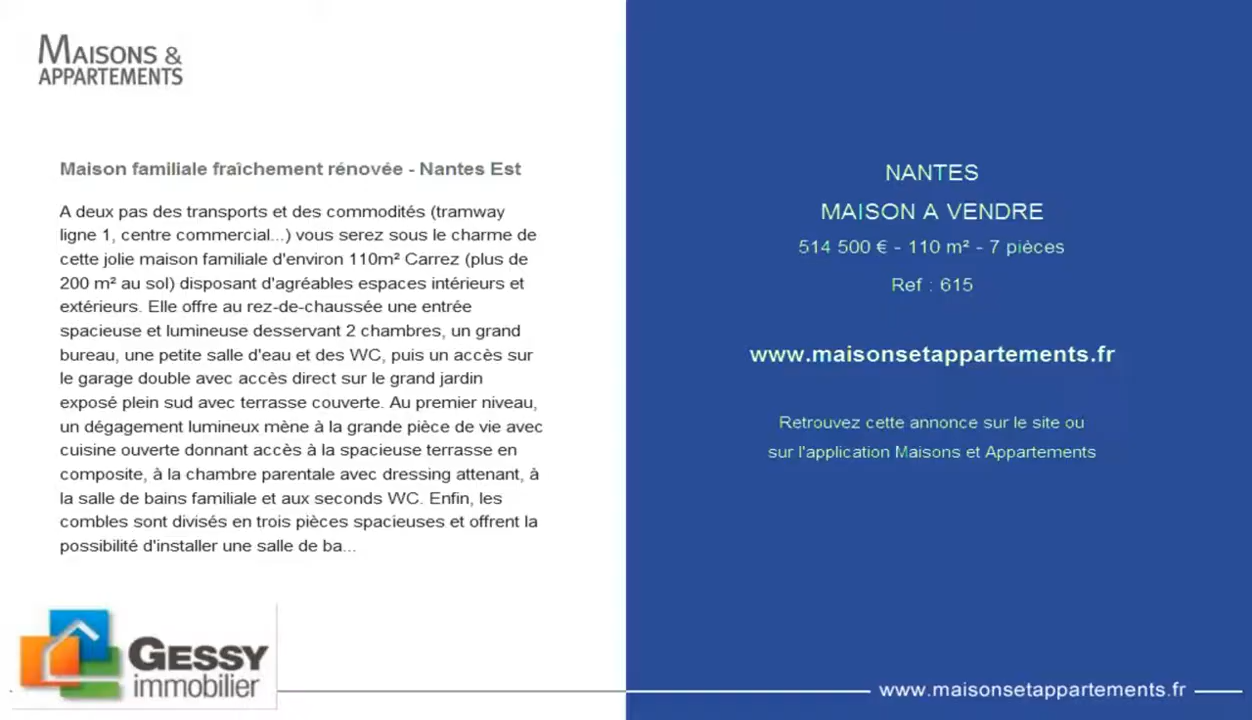 MAISONS &
APPARTEMENTS
Maison familiale fraîchement rénovée - Nantes Est
A deux pas des transports et des commodités (tramway
ligne 1, centre commercial...) vous serez sous le charme de
cette jolie maison familiale d'environ 110m² Carrez (plus de
200 m² au sol) disposant d'agréables espaces intérieurs et
extérieurs. Elle offre au rez-de-chaussée une entrée
spacieuse et lumineuse desservant 2 chambres, un grand
bureau, une petite salle d'eau et des WC, puis un accès sur
le garage double avec accès direct sur le grand jardin
exposé plein sud avec terrasse couverte. Au premier niveau,
un dégagement lumineux mène à la grande pièce de vie avec
cuisine ouverte donnant accès à la spacieuse terrasse en
composite, à la chambre parentale avec dressing attenant, à
la salle de bains familiale et aux seconds WC. Enfin, les
combles sont divisés en trois pièces spacieuses et offrent la
possibilité d'installer une salle de ba...
GESSY
immobilier
NANTES
MAISON A VENDRE
514 500 € - 110 m² - 7 pièces
Ref : 615
www.maisonsetappartements.fr
Retrouvez cette annonce sur le site ou
sur l'application Maisons et Appartements
www.maisonsetappartements.fr